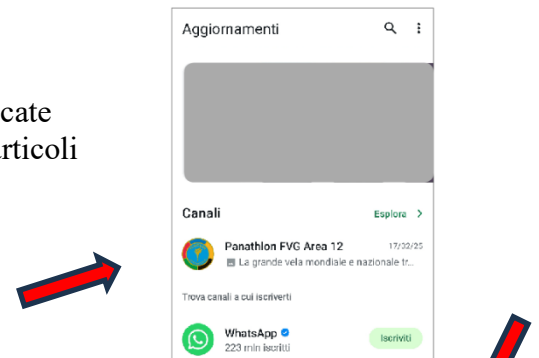 Aggiornamenti
cate
rticoli
Canali
Esplora >
Panathlon FVG Area 12
17/02/25
La grande vela mondiale e nazionale tr...
Trova canali a cui iscriverti
WhatsApp
Iscriviti
223 mln iscritti